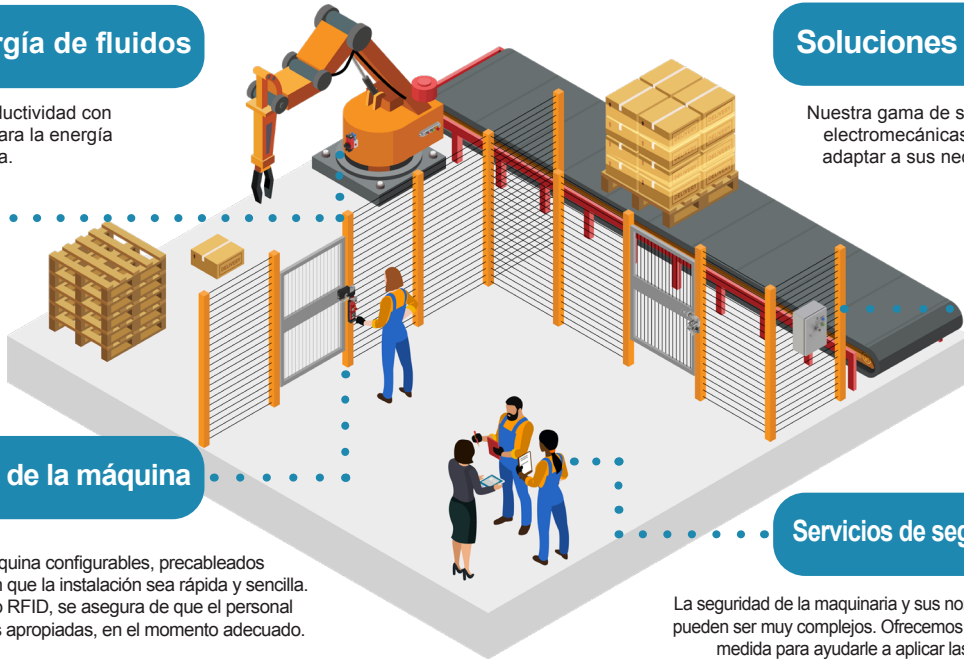 rgía de fluidos
uctividad con
ara la energía
a.
Soluciones
Nuestra gama de s
electromecánicas
adaptar a sus nec
de la máquina
quina configurables, precableados
n que la instalación sea rápida y sencilla.
o RFID, se asegura de que el personal
s apropiadas, en el momento adecuado.
Servicios de seg
La seguridad de la maquinaria y sus nor
pueden ser muy complejos. Ofrecemos
medida para ayudarle a aplicar las